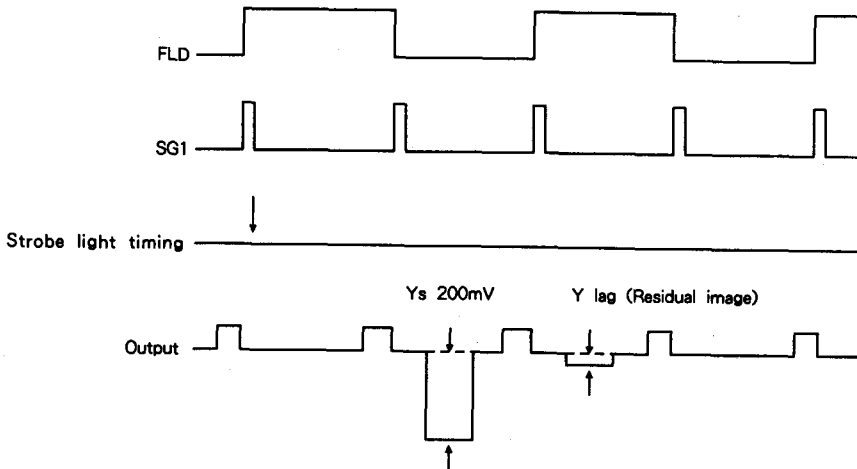 FLD
SG1
Strobe light timing
Ys 200mV
Y lag (Residual image)
Output